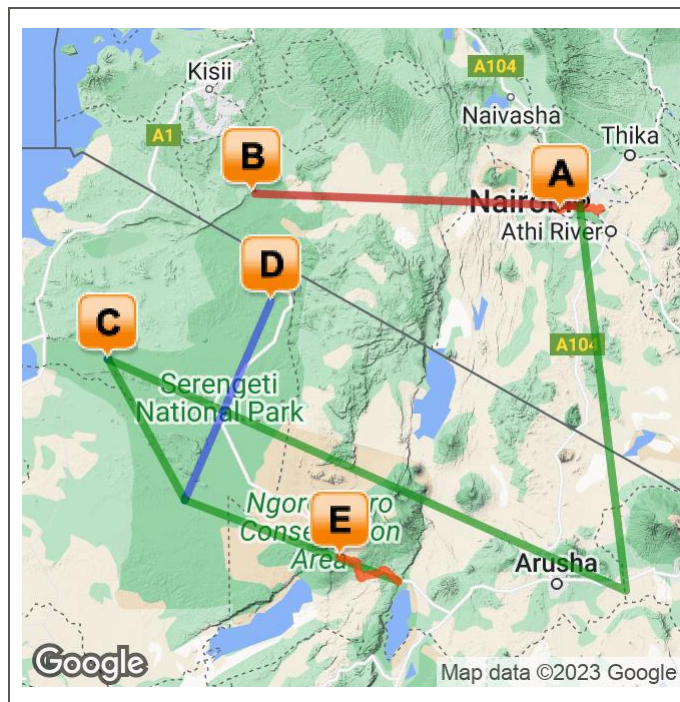 Kisii
A104
Naivasha
A1
Thika
B
A
Nairobi
Athi River
D
C
A104
Serengeti
National Park
E
Ngorongoro
Conservation
Area
Arusha
Google
Map data ©2023 Google